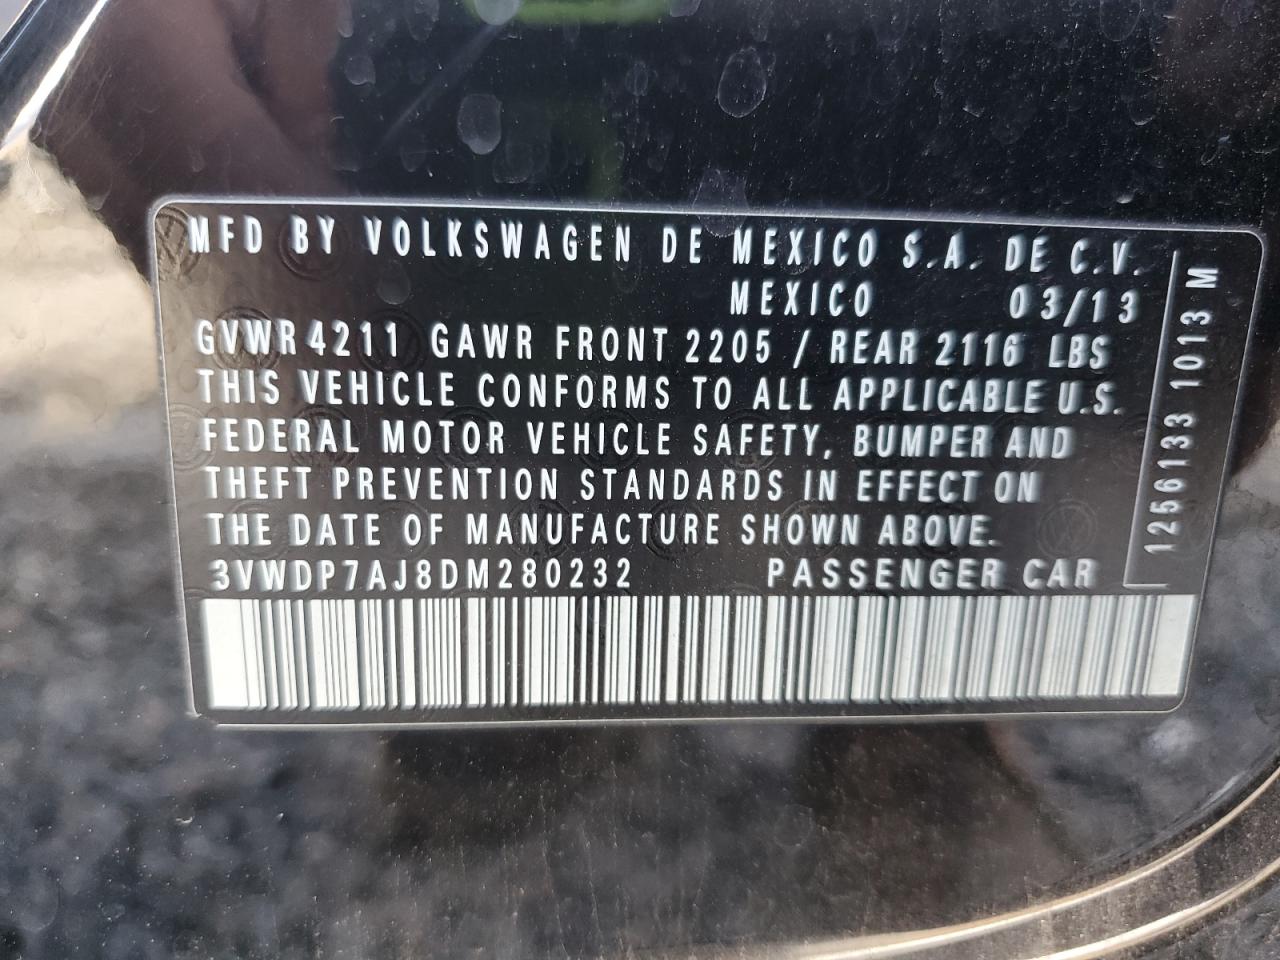 MFD BY VOLKSWAGEN DE MEXICO S.A. DE C.V.
MEXICO 03/13
GVWR 4211 GAWR FRONT 2205 / REAR 2116 LBS
THIS VEHICLE CONFORMS TO ALL APPLICABLE U.S.
FEDERAL MOTOR VEHICLE SAFETY, BUMPER AND
THEFT PREVENTION STANDARDS IN EFFECT ON
THE DATE OF MANUFACTURE SHOWN ABOVE.
3VWDP7AJ8DM280232 PASSENGER CAR
1256133 1013 M